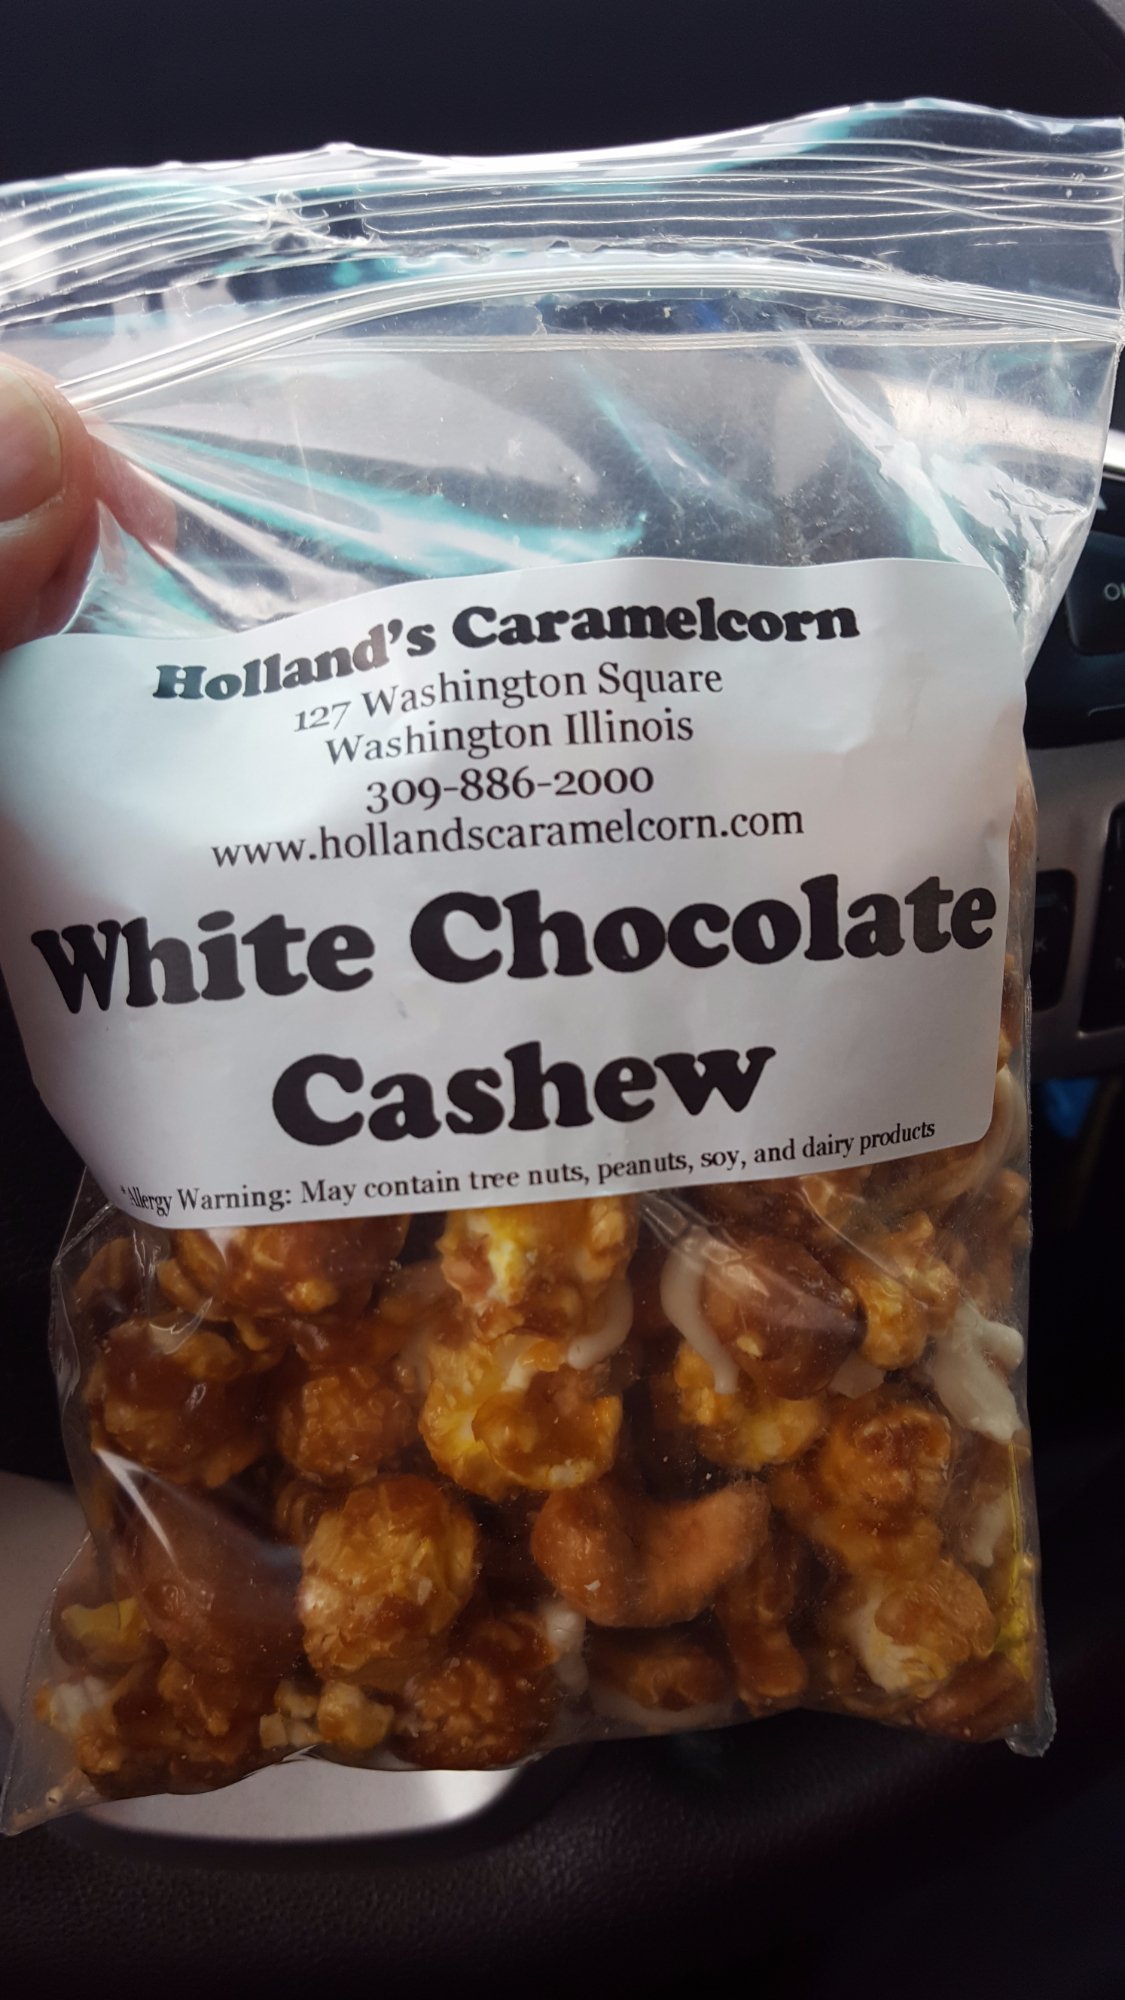 Holland's Caramelcorn
127 Washington Square
Washington Illinois
309-886-2000
www.hollandscaramelcorn.com
White Chocolate
Cashew
*Allergy Warning: May contain tree nuts, peanuts, soy, and dairy products